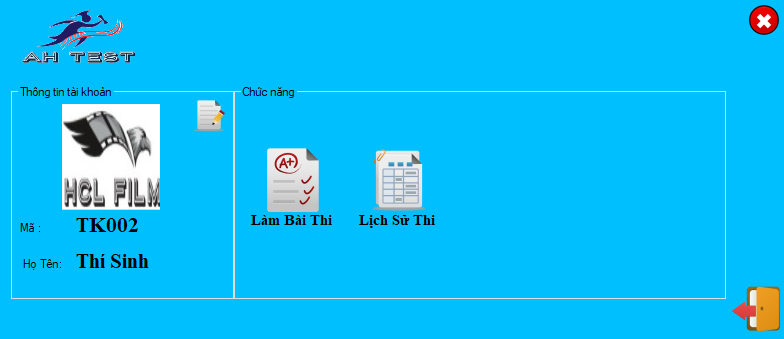 AH TEST
Thông tin tài khoản
Chức năng
HCL FILM
A+
Mã :
TK002
Làm Bài Thi
Lịch Sử Thi
Họ Tên:
Thí Sinh